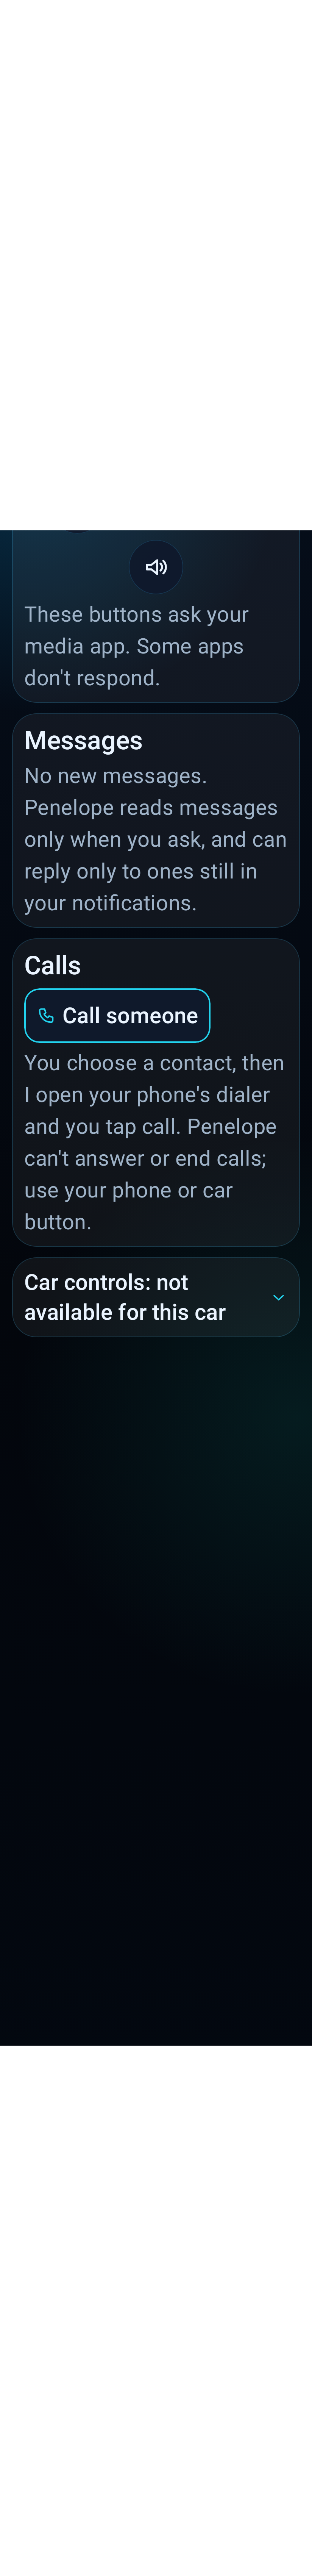 These buttons ask your
media app. Some apps
don't respond.
Messages
No new messages.
Penelope reads messages
only when you ask, and can
reply only to ones still in
your notifications.
Calls
Call someone
You choose a contact, then
I open your phone's dialer
and you tap call. Penelope
can't answer or end calls;
use your phone or car
button.
Car controls: not
available for this car